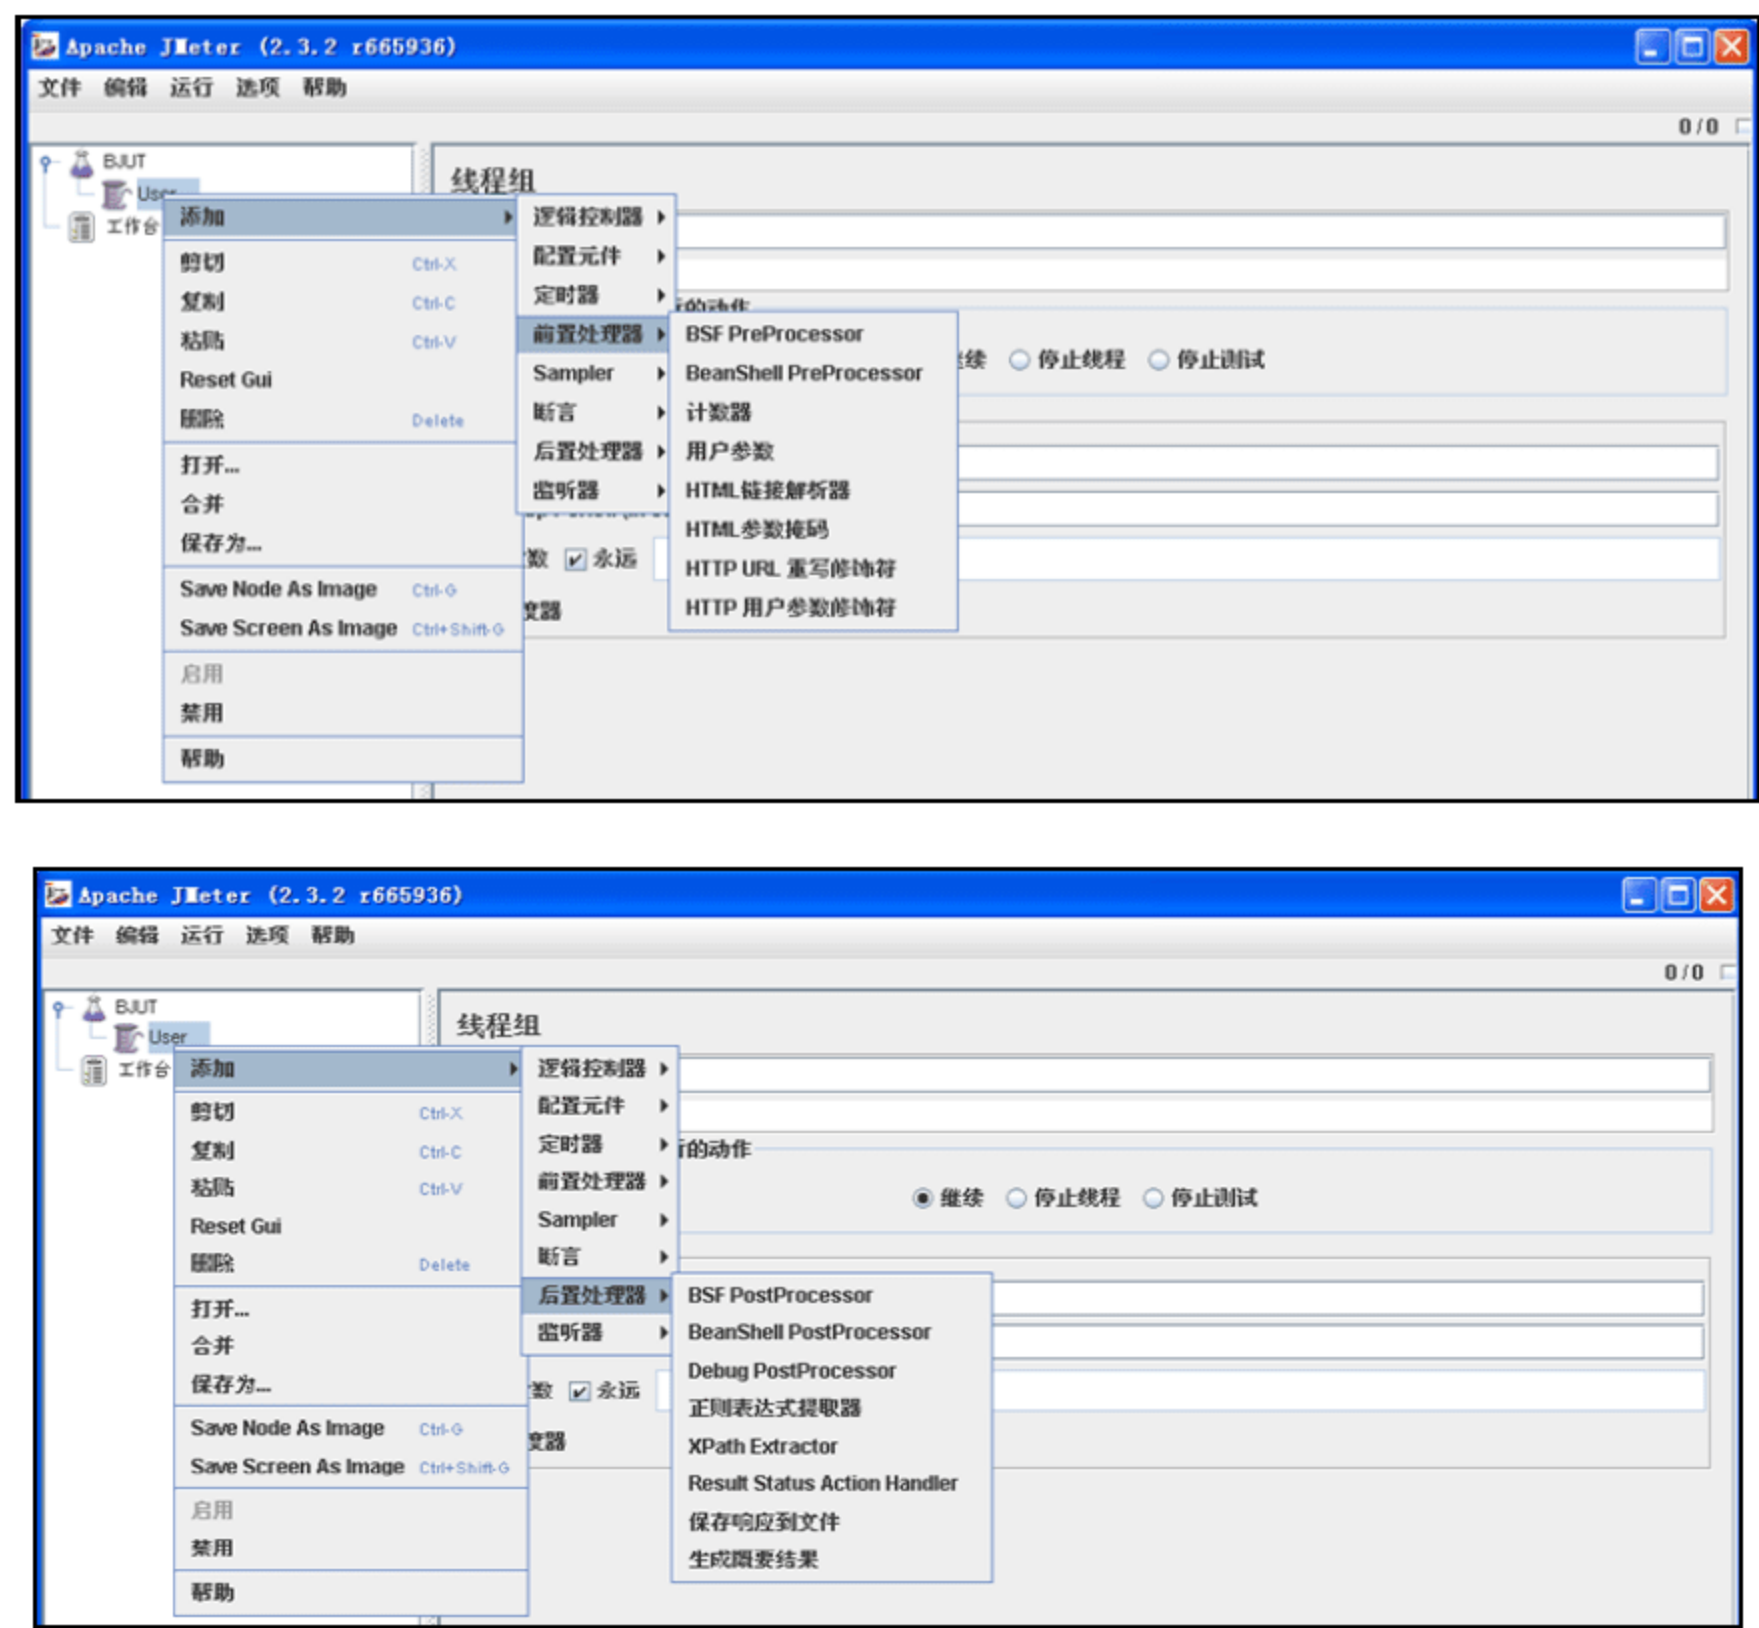 Apache JMeter (2.3.2 r665936)
文件 编辑 运行 选项 帮助
0/0
BJUT
User
工作台
线程组
添加
剪切 Ctrl-X
复制 Ctrl-C
粘贴 Ctrl-V
Reset Gui
删除 Delete
打开...
合并
保存为...
Save Node As Image Ctrl-G
Save Screen As Image Ctrl+Shift-G
启用
禁用
帮助
逻辑控制器
配置元件
定时器
前置处理器
Sampler
断言
后置处理器
监听器
BSF PreProcessor
BeanShell PreProcessor
计数器
用户参数
HTML链接解析器
HTML参数掩码
HTTP URL 重写修饰符
HTTP 用户参数修饰符
的动作
续 停止线程 停止测试
数 永远
度器
Apache JMeter (2.3.2 r665936)
文件 编辑 运行 选项 帮助
0/0
BJUT
User
工作台
线程组
添加
剪切 Ctrl-X
复制 Ctrl-C
粘贴 Ctrl-V
Reset Gui
删除 Delete
打开...
合并
保存为...
Save Node As Image Ctrl-G
Save Screen As Image Ctrl+Shift-G
启用
禁用
帮助
逻辑控制器
配置元件
定时器
前置处理器
Sampler
断言
后置处理器
监听器
BSF PostProcessor
BeanShell PostProcessor
Debug PostProcessor
正则表达式提取器
XPath Extractor
Result Status Action Handler
保存响应到文件
生成概要结果
的动作
继续 停止线程 停止测试
数 永远
度器